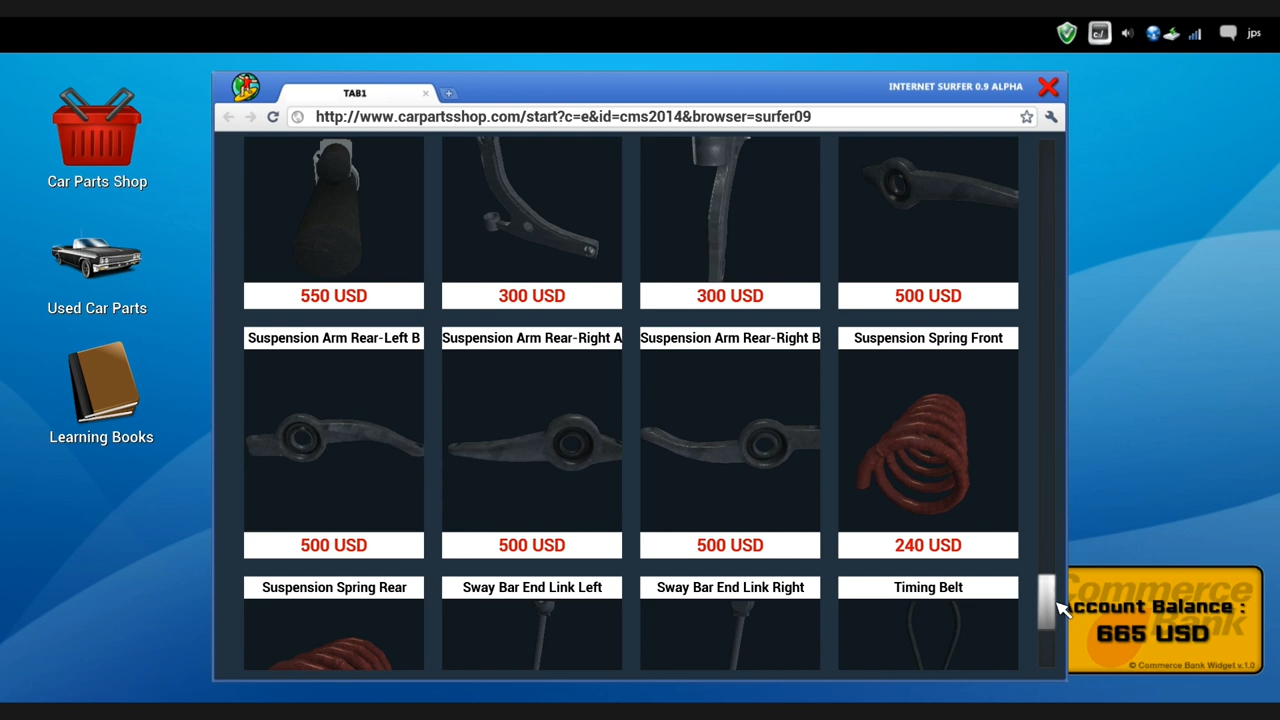 jps
INTERNET SURFER 0.9 ALPHA
TAB1
http://www.carpartsshop.com/start?c=e&id=cms2014&browser=surfer09
Car Parts Shop
Used Car Parts
Learning Books
550 USD
300 USD
300 USD
500 USD
Suspension Arm Rear-Left B
Suspension Arm Rear-Right A
Suspension Arm Rear-Right B
Suspension Spring Front
500 USD
500 USD
500 USD
240 USD
Suspension Spring Rear
Sway Bar End Link Left
Sway Bar End Link Right
Timing Belt
Commerce
Bank
Account Balance :
665 USD
© Commerce Bank Widget v.1.0